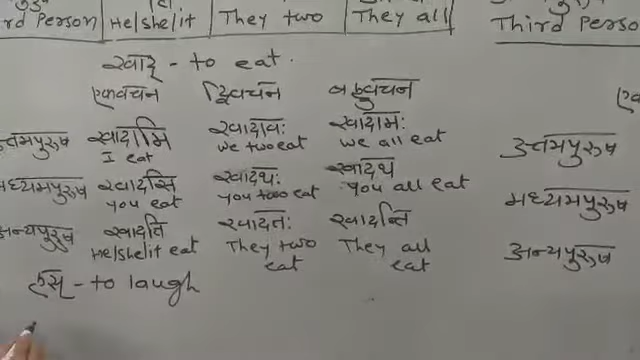 rd Person He/she/it They two They all Third Perso
खाद् - to eat.
एकवचन द्विवचन बहुवचन
उत्तमपुरुष खादामि खादावः खादामः उत्तमपुरुष
I eat we two eat we all eat
मध्यमपुरुष खादसि खादथः खादथ मध्यमपुरुष
you eat you two eat you all eat
अन्यपुरुष खादति खादतः खादन्ति अन्यपुरुष
He/she/it eat They two eat They all eat
हस् - to laugh